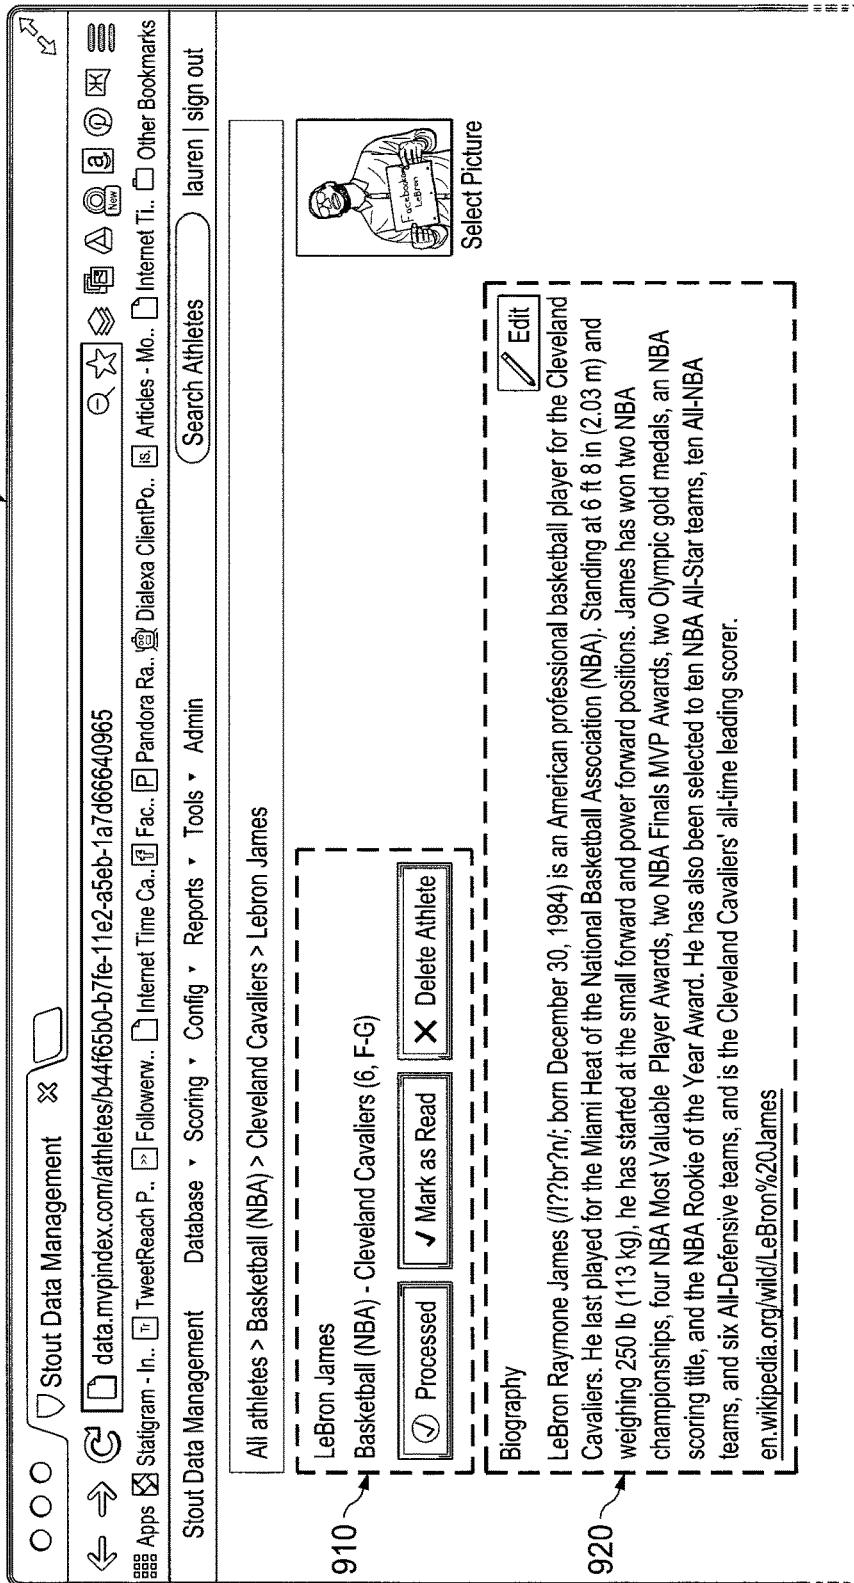 Stout Data Management
data.mvpindex.com/athletes/b44f65b0-b7fe-11e2-a5eb-1a7d66640965
New
Apps Statigram - In.. Tr TweetReach P.. >> Followerw.. Internet Time Ca.. f Fac.. P Pandora Ra.. Dialexa ClientPo.. is. Articles - Mo.. Internet Ti.. Other Bookmarks
Stout Data Management Database Scoring Config Reports Tools Admin Search Athletes lauren | sign out
All athletes > Basketball (NBA) > Cleveland Cavaliers > Lebron James
910
LeBron James
Basketball (NBA) - Cleveland Cavaliers (6, F-G)
Processed ✓ Mark as Read X Delete Athlete
Facebook
LeBron
Select Picture
920
Biography
Edit
LeBron Raymone James (/l??br?n/; born December 30, 1984) is an American professional basketball player for the Cleveland
Cavaliers. He last played for the Miami Heat of the National Basketball Association (NBA). Standing at 6 ft 8 in (2.03 m) and
weighing 250 lb (113 kg), he has started at the small forward and power forward positions. James has won two NBA
championships, four NBA Most Valuable Player Awards, two NBA Finals MVP Awards, two Olympic gold medals, an NBA
scoring title, and the NBA Rookie of the Year Award. He has also been selected to ten NBA All-Star teams, ten All-NBA
teams, and six All-Defensive teams, and is the Cleveland Cavaliers' all-time leading scorer.
en.wikipedia.org/wild/LeBron%20James